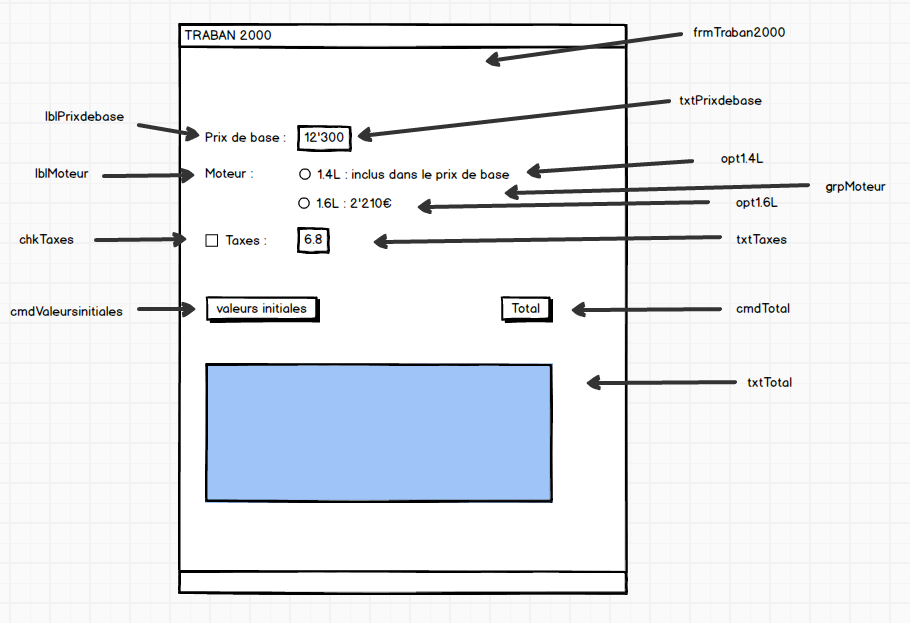 TRABAN 2000
frmTraban2000
txtPrixdebase
lblPrixdebase
Prix de base :
12'300
opt1.4L
lblMoteur
Moteur :
1.4L : inclus dans le prix de base
grpMoteur
1.6L : 2'210€
opt1.6L
chkTaxes
Taxes :
6.8
txtTaxes
cmdValeursinitiales
valeurs initiales
Total
cmdTotal
txtTotal